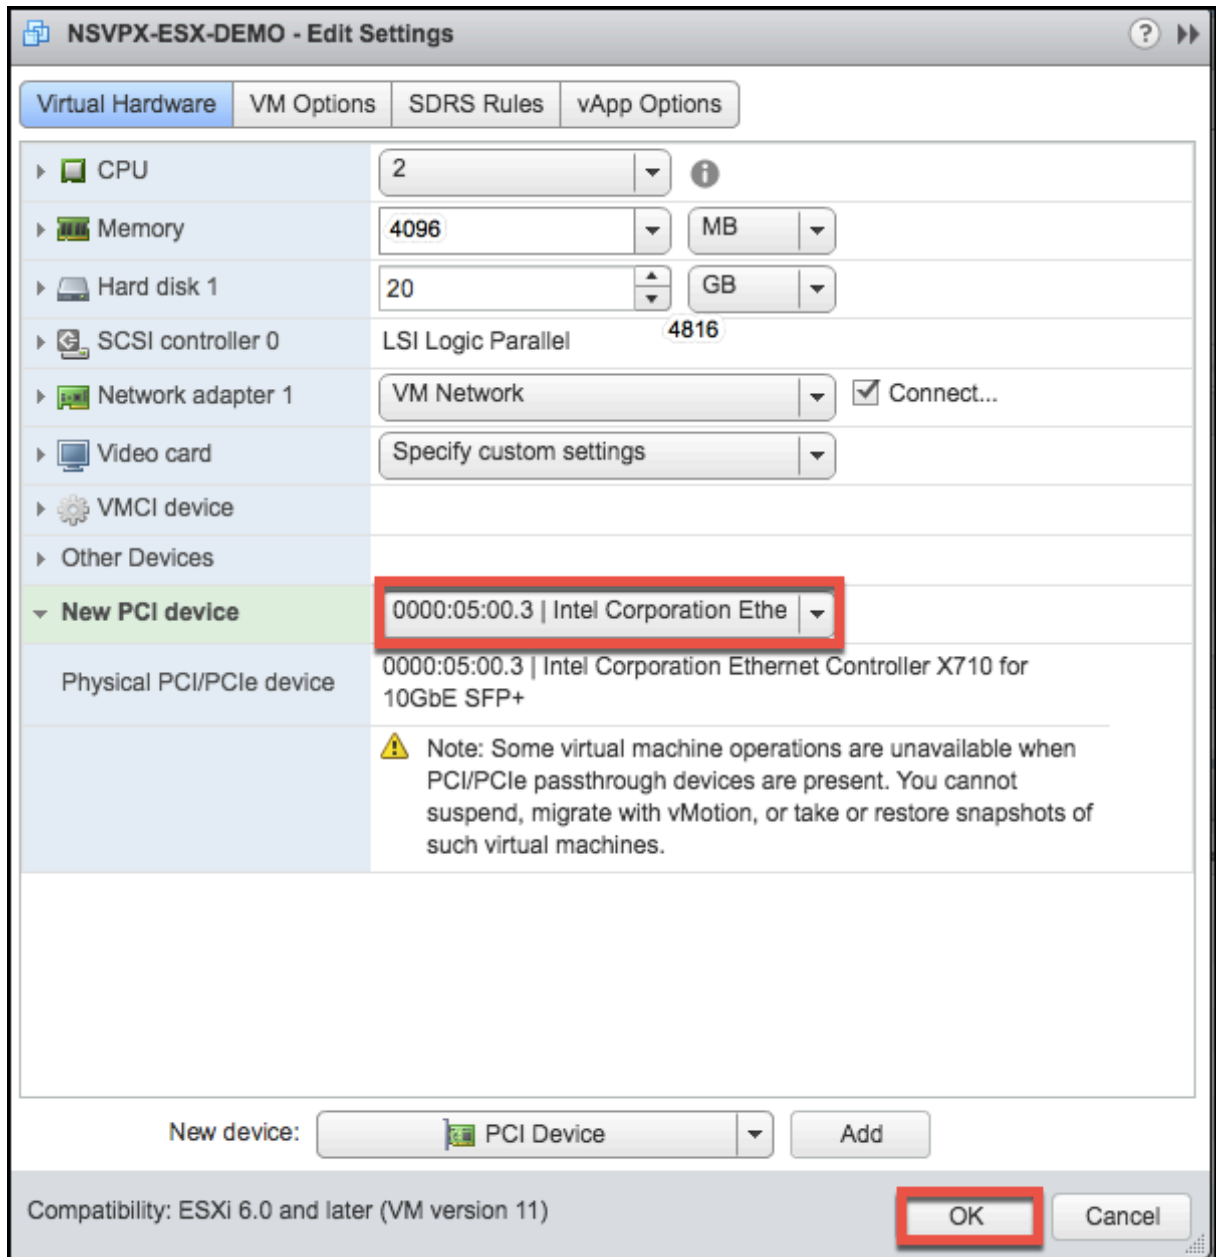 NSVPX-ESX-DEMO - Edit Settings
?
Virtual Hardware VM Options SDRS Rules vApp Options
CPU 2
Memory 4096 MB
Hard disk 1 20 GB
4816
SCSI controller 0 LSI Logic Parallel
Network adapter 1 VM Network Connect...
Video card Specify custom settings
VMCI device
Other Devices
New PCI device 0000:05:00.3 | Intel Corporation Ethe
Physical PCI/PCIe device 0000:05:00.3 | Intel Corporation Ethernet Controller X710 for
10GbE SFP+
Note: Some virtual machine operations are unavailable when
PCI/PCIe passthrough devices are present. You cannot
suspend, migrate with vMotion, or take or restore snapshots of
such virtual machines.
New device: PCI Device Add
Compatibility: ESXi 6.0 and later (VM version 11) OK Cancel